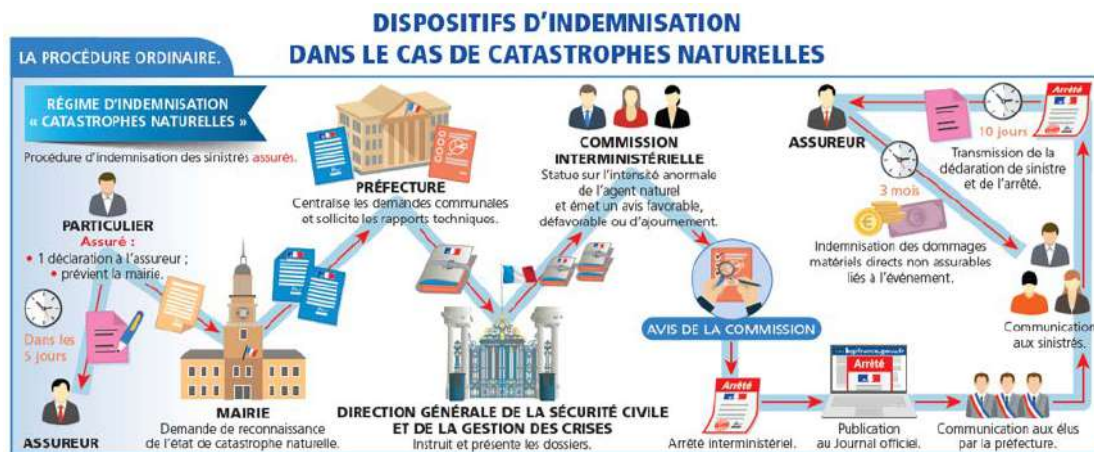 DISPOSITIFS D'INDEMNISATION
DANS LE CAS DE CATASTROPHES NATURELLES
LA PROCÉDURE ORDINAIRE.
RÉGIME D'INDEMNISATION
« CATASTROPHES NATURELLES »
Procédure d'indemnisation des sinistrés assurés.
PARTICULIER
Assuré :
• 1 déclaration à l'assureur ;
• prévient la mairie.
Dans les
5 jours
ASSUREUR
MAIRIE
Demande de reconnaissance
de l'état de catastrophe naturelle.
PRÉFECTURE
Centralise les demandes communales
et sollicite les rapports techniques.
DIRECTION GÉNÉRALE DE LA SÉCURITÉ CIVILE
ET DE LA GESTION DES CRISES
Instruit et présente les dossiers.
COMMISSION
INTERMINISTÉRIELLE
Statue sur l'intensité anormale
de l'agent naturel
et émet un avis favorable,
défavorable ou d'ajournement.
AVIS DE LA COMMISSION
Arrêté
Arrêté interministériel.
legifrance.gouv.fr
Arrêté
Publication
au Journal officiel.
Communication aux élus
par la préfecture.
Communication
aux sinistrés.
Arrêté
10 jours
Transmission de la
déclaration de sinistre
et de l'arrêté.
ASSUREUR
3 mois
Indemnisation des dommages
matériels directs non assurables
liés à l'événement.